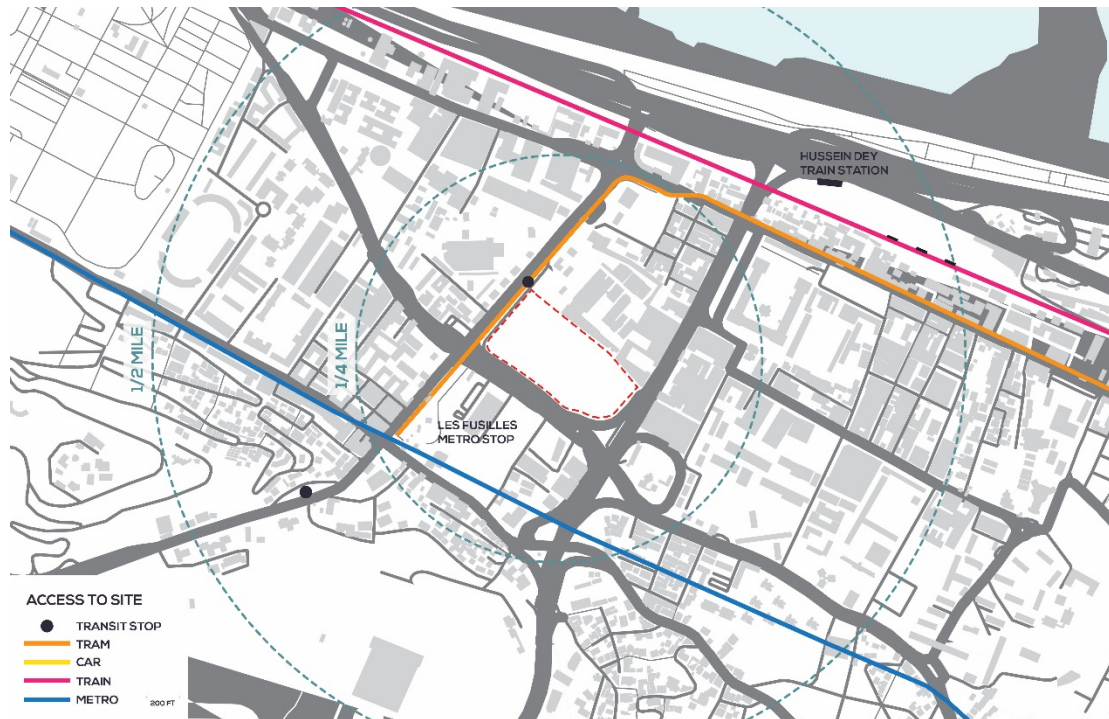 HUSSEIN DEY
TRAIN STATION
1/2 MILE
1/4 MILE
LES FUSILLES
METRO STOP
ACCESS TO SITE
TRANSIT STOP
TRAM
CAR
TRAIN
METRO
200 FT